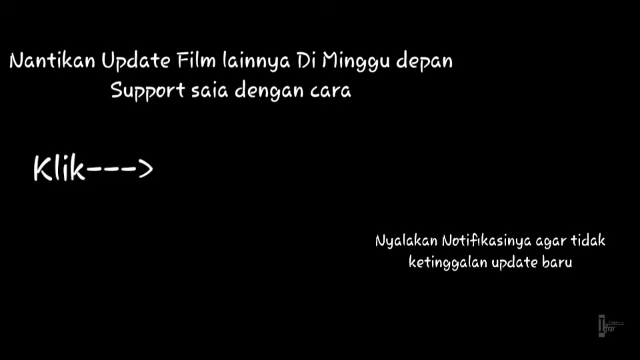 Nantikan Update Film lainnya Di Minggu depan
Support saia dengan cara
Klik--->
Nyalakan Notifikasinya agar tidak
ketinggalan update baru